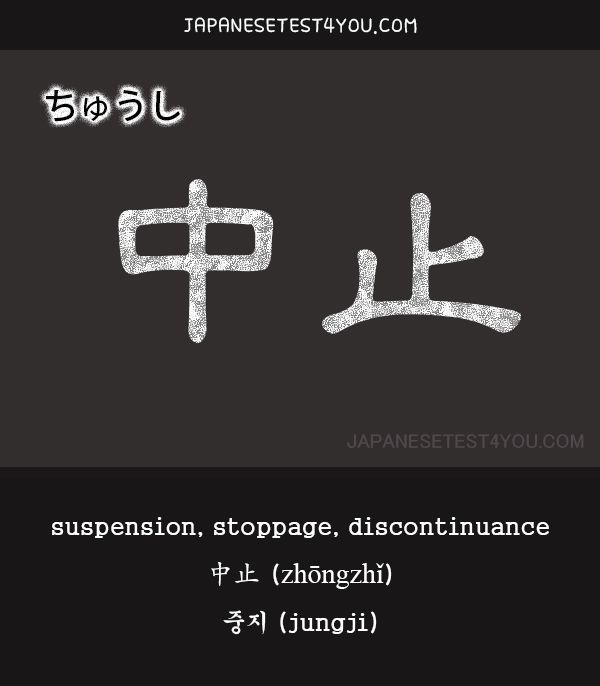 JAPANESETEST4YOU.COM
ちゅうし
中止
JAPANESETEST4YOU.COM
suspension, stoppage, discontinuance
中止 (zhōngzhǐ)
중지 (jungji)